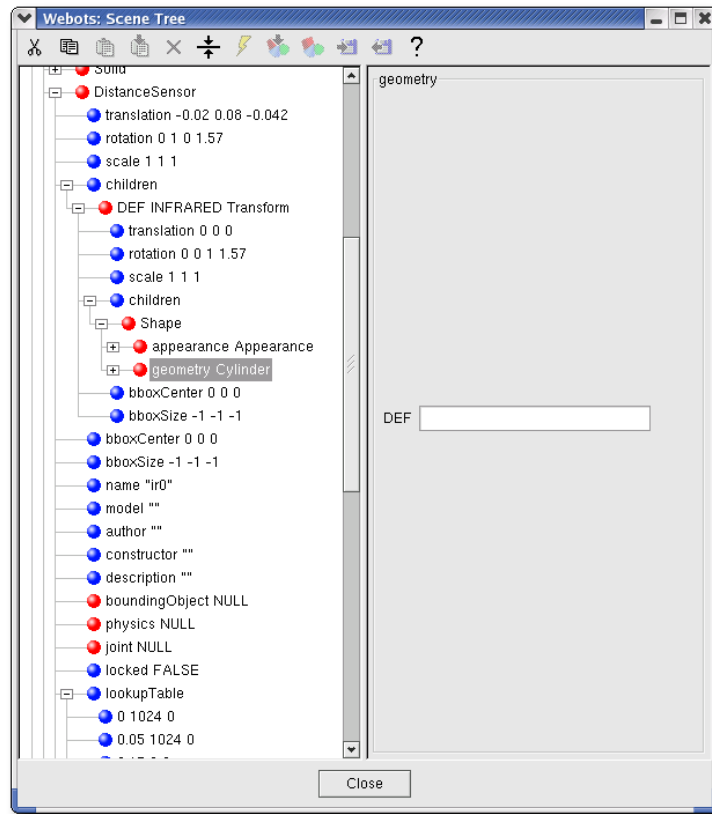 Webots: Scene Tree
?
Solid
geometry
DistanceSensor
translation -0.02 0.08 -0.042
rotation 0 1 0 1.57
scale 1 1 1
children
DEF INFRARED Transform
translation 0 0 0
rotation 0 0 1 1.57
scale 1 1 1
children
Shape
appearance Appearance
geometry Cylinder
bboxCenter 0 0 0
bboxSize -1 -1 -1
DEF
bboxCenter 0 0 0
bboxSize -1 -1 -1
name "ir0"
model ""
author ""
constructor ""
description ""
boundingObject NULL
physics NULL
joint NULL
locked FALSE
lookupTable
0 1024 0
0.05 1024 0
Close